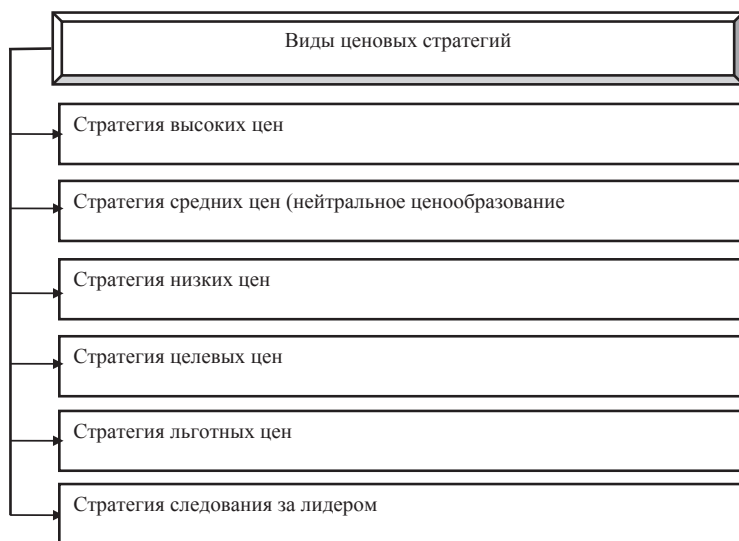 Виды ценовых стратегий
Стратегия высоких цен
Стратегия средних цен (нейтральное ценообразование
Стратегия низких цен
Стратегия целевых цен
Стратегия льготных цен
Стратегия следования за лидером